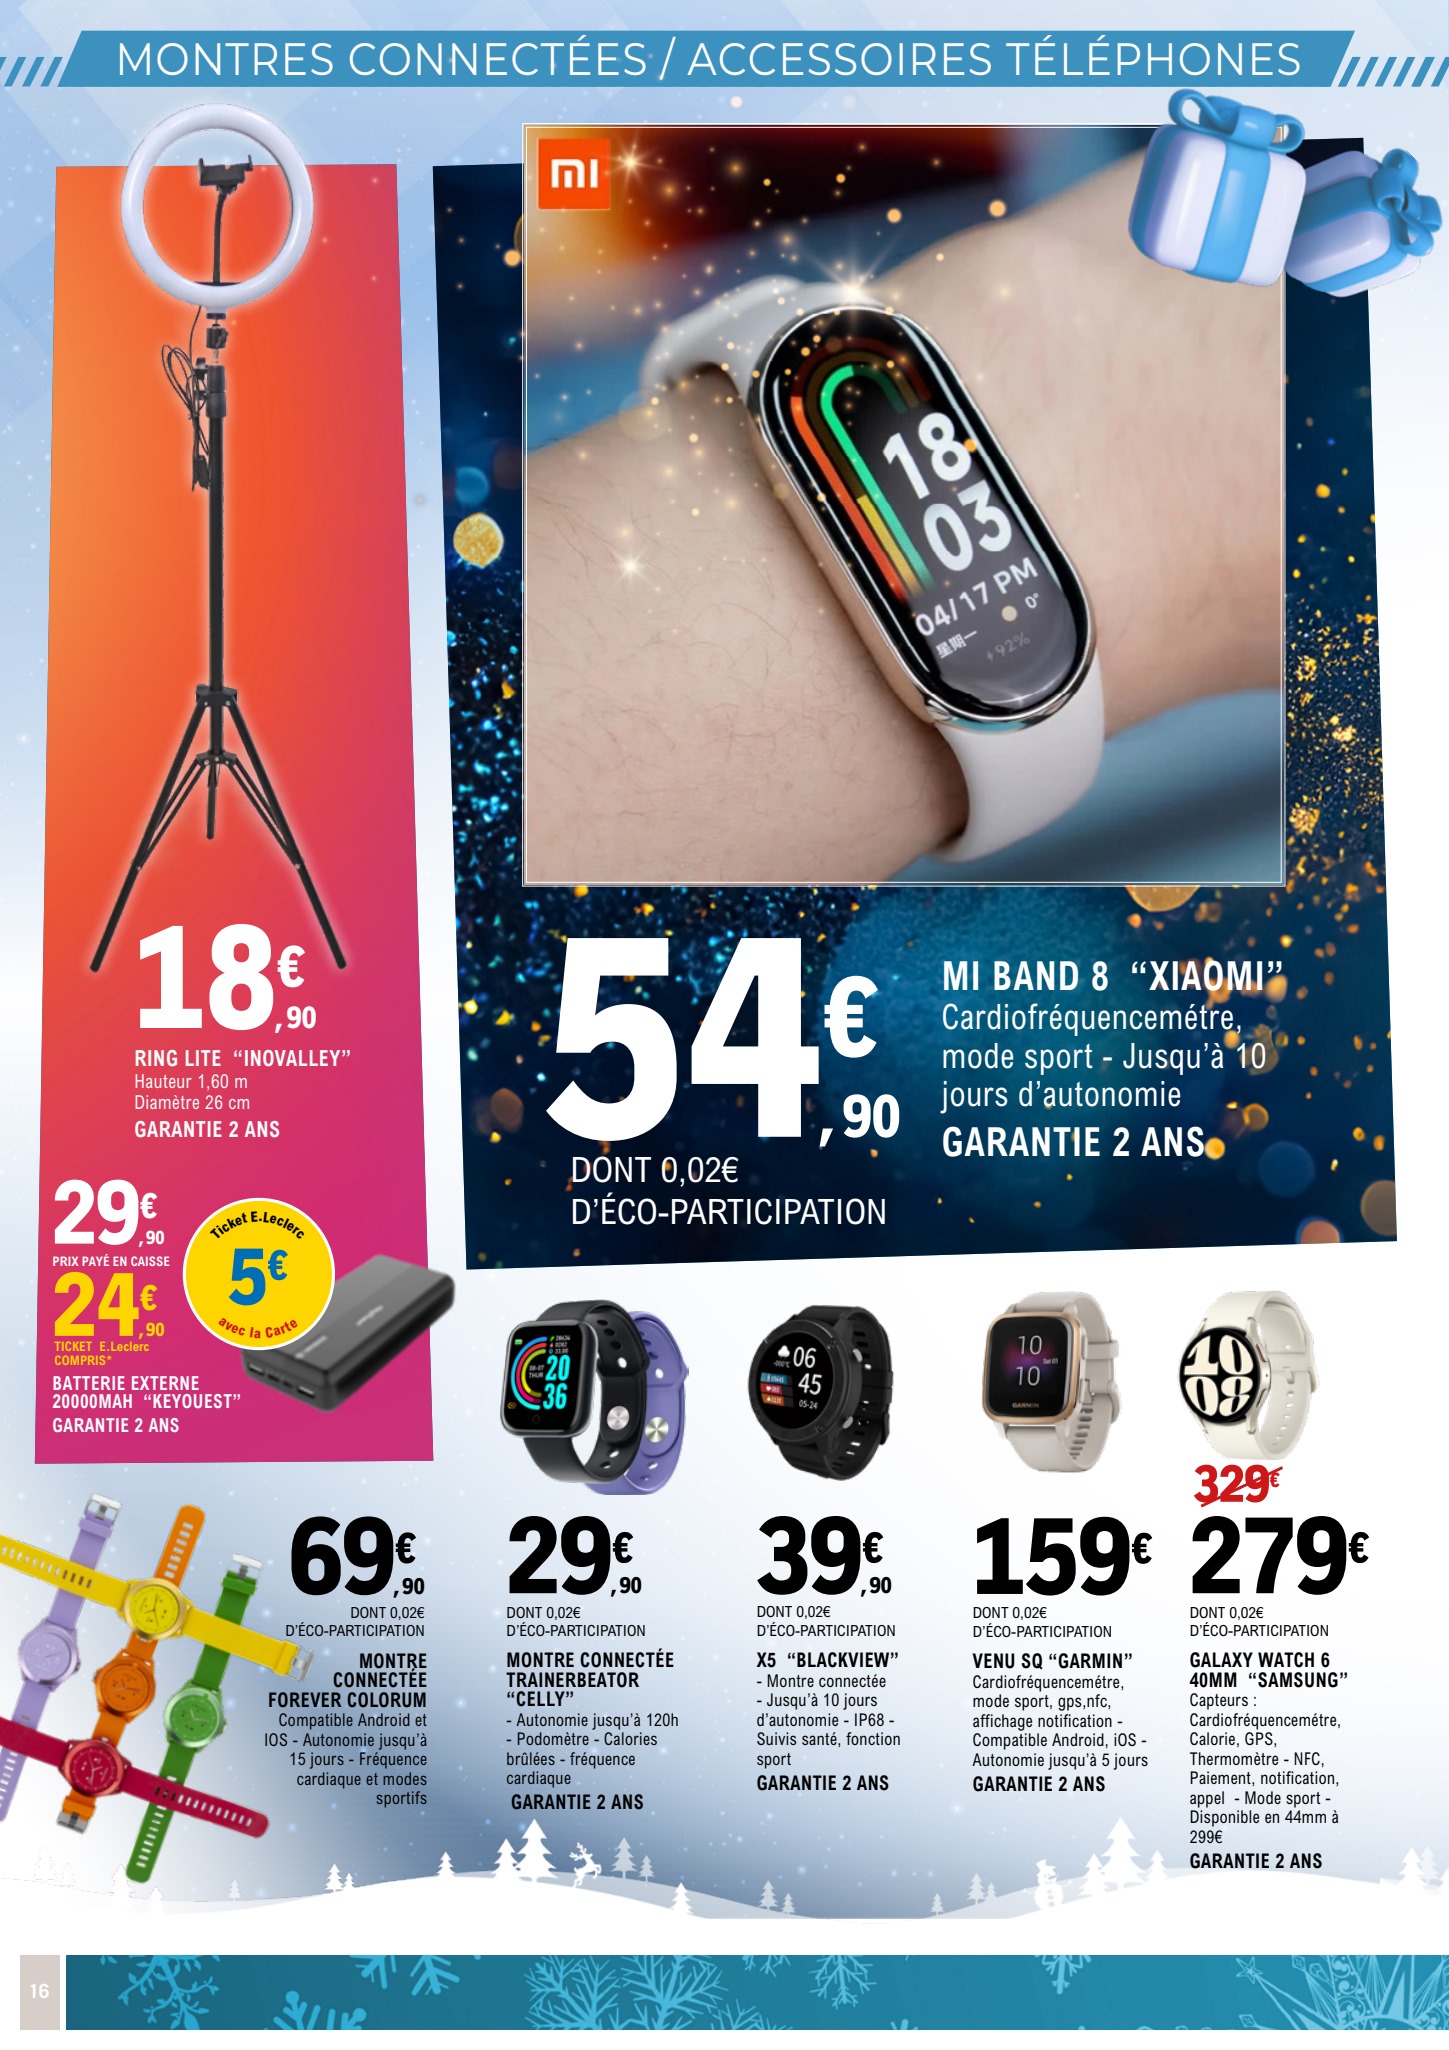 MONTRES CONNECTÉES / ACCESSOIRES TÉLÉPHONES
mi
18
03
04/17 PM
0°
星期一
92%
18€,90
RING LITE “INOVALLEY”
Hauteur 1,60 m
Diamètre 26 cm
GARANTIE 2 ANS
54€,90
DONT 0,02€
D’ÉCO-PARTICIPATION
MI BAND 8 “XIAOMI”
Cardiofréquencemétre,
mode sport - Jusqu’à 10
jours d’autonomie
GARANTIE 2 ANS
29€,90
PRIX PAYÉ EN CAISSE
24€,90
TICKET E.Leclerc
COMPRIS*
Ticket E.Leclerc
5€
avec la Carte
BATTERIE EXTERNE
20000MAH “KEYOUEST”
GARANTIE 2 ANS
20
36
06
45
05-24
10
10
GARMIN
10
08
69€,90
DONT 0,02€
D’ÉCO-PARTICIPATION
MONTRE
CONNECTÉE
FOREVER COLORUM
Compatible Android et
IOS - Autonomie jusqu’à
15 jours - Fréquence
cardiaque et modes
sportifs
29€,90
DONT 0,02€
D’ÉCO-PARTICIPATION
MONTRE CONNECTÉE
TRAINERBEATOR
“CELLY”
- Autonomie jusqu’à 120h
- Podomètre - Calories
brûlées - fréquence
cardiaque
GARANTIE 2 ANS
39€,90
DONT 0,02€
D’ÉCO-PARTICIPATION
X5 “BLACKVIEW”
- Montre connectée
- Jusqu’à 10 jours
d’autonomie - IP68 -
Suivis santé, fonction
sport
GARANTIE 2 ANS
159€
DONT 0,02€
D’ÉCO-PARTICIPATION
VENU SQ “GARMIN”
Cardiofréquencemétre,
mode sport, gps,nfc,
affichage notification -
Compatible Android, iOS -
Autonomie jusqu’à 5 jours
GARANTIE 2 ANS
329€
279€
DONT 0,02€
D’ÉCO-PARTICIPATION
GALAXY WATCH 6
40MM “SAMSUNG”
Capteurs :
Cardiofréquencemétre,
Calorie, GPS,
Thermomètre - NFC,
Paiement, notification,
appel - Mode sport -
Disponible en 44mm à
299€
GARANTIE 2 ANS
16